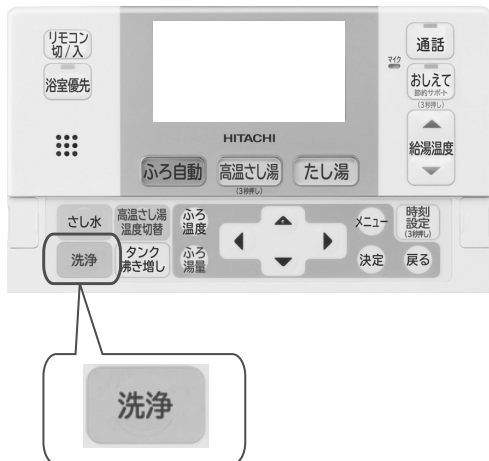 リモコン
切/入
浴室優先
通話
マイク
おしえて
節約サポート
(3秒押し)
給湯温度
HITACHI
ふろ自動
高温さし湯
たし湯
(3秒押し)
さし水
高温さし湯
温度切替
ふろ
温度
メニュー
時刻
設定
(3秒押し)
洗浄
タンク
沸き増し
ふろ
湯量
決定
戻る
洗浄